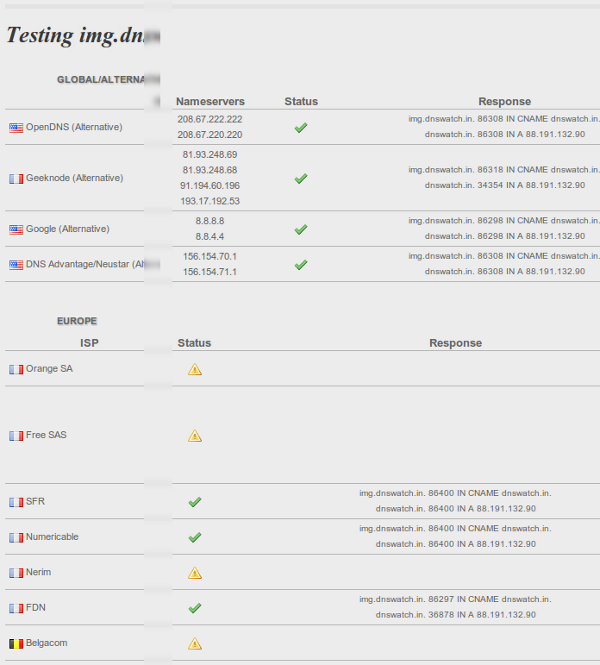 Testing img.dns
GLOBAL/ALTERNA
Nameservers Status Response
208.67.222.222 img.dnswatch.in. 86308 IN CNAME dnswatch.in.
OpenDNS (Alternative)
208.67.220.220 dnswatch.in. 86308 IN A 88.191.132.90
81.93.248.69
81.93.248.68 img.dnswatch.in. 86318 IN CNAME dnswatch.in.
Geeknode (Alternative)
91.194.60.196 dnswatch.in. 34354 IN A 88.191.132.90
193.17.192.53
8.8.8.8 img.dnswatch.in. 86298 IN CNAME dnswatch.in.
Google (Alternative)
8.8.4.4 dnswatch.in. 86298 IN A 88.191.132.90
156.154.70.1 img.dnswatch.in. 86308 IN CNAME dnswatch.in.
DNS Advantage/Neustar (Al
156.154.71.1 dnswatch.in. 86308 IN A 88.191.132.90
EUROPE
ISP Status Response
Orange SA
Free SAS
img.dnswatch.in. 86400 IN CNAME dnswatch.in.
SFR
dnswatch.in. 86400 IN A 88.191.132.90
img.dnswatch.in. 86400 IN CNAME dnswatch.in.
Numericable
dnswatch.in. 86400 IN A 88.191.132.90
Nerim
img.dnswatch.in. 86297 IN CNAME dnswatch.in.
FDN
dnswatch.in. 36878 IN A 88.191.132.90
Belgacom